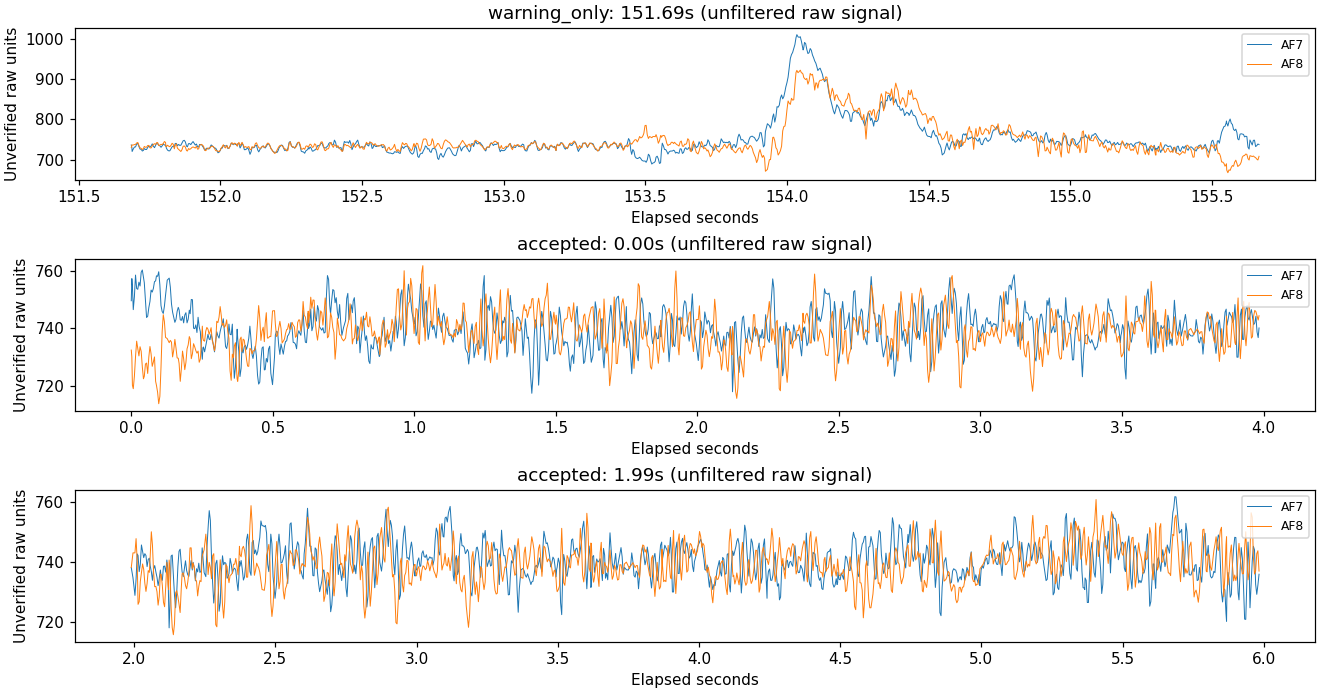 warning_only: 151.69s (unfiltered raw signal)
Unverified raw units
1000
900
800
700
AF7
AF8
151.5 152.0 152.5 153.0 153.5 154.0 154.5 155.0 155.5
Elapsed seconds
accepted: 0.00s (unfiltered raw signal)
Unverified raw units
760
740
720
AF7
AF8
0.0 0.5 1.0 1.5 2.0 2.5 3.0 3.5 4.0
Elapsed seconds
accepted: 1.99s (unfiltered raw signal)
Unverified raw units
760
740
720
AF7
AF8
2.0 2.5 3.0 3.5 4.0 4.5 5.0 5.5 6.0
Elapsed seconds